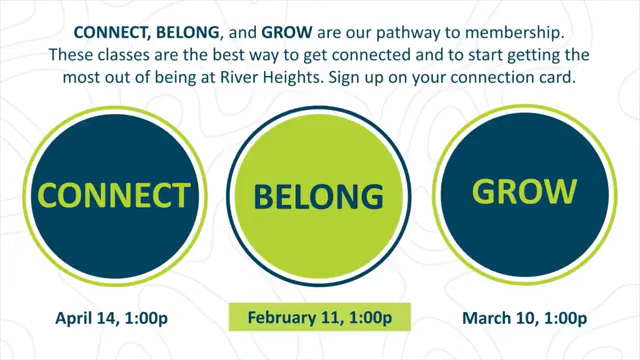 CONNECT, BELONG, and GROW are our pathway to membership.
These classes are the best way to get connected and to start getting the
most out of being at River Heights. Sign up on your connection card.
CONNECT
BELONG
GROW
April 14, 1:00p
February 11, 1:00p
March 10, 1:00p